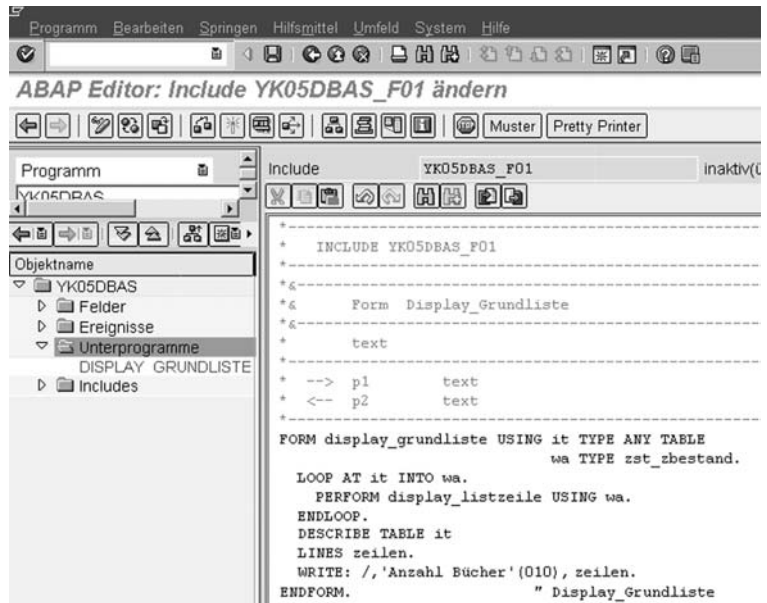 Programm Bearbeiten Springen Hilfsmittel Umfeld System Hilfe
ABAP Editor: Include YK05DBAS_F01 ändern
Muster Pretty Printer
Programm
YK05DBAS
Objektname
YK05DBAS
Felder
Ereignisse
Unterprogramme
DISPLAY_GRUNDLISTE
Includes
Include YK05DBAS_F01 inaktiv(ü
*----------------------------------------------------
*   INCLUDE YK05DBAS_F01
*----------------------------------------------------
*&---------------------------------------------------
*&      Form  Display_Grundliste
*&---------------------------------------------------
*       text
*----------------------------------------------------
*  -->  p1        text
*  <--  p2        text
*----------------------------------------------------
FORM display_grundliste USING it TYPE ANY TABLE
                              wa TYPE zst_zbestand.
  LOOP AT it INTO wa.
    PERFORM display_listzeile USING wa.
  ENDLOOP.
  DESCRIBE TABLE it
  LINES zeilen.
  WRITE: /,'Anzahl Bücher'(010), zeilen.
ENDFORM.                    " Display_Grundliste